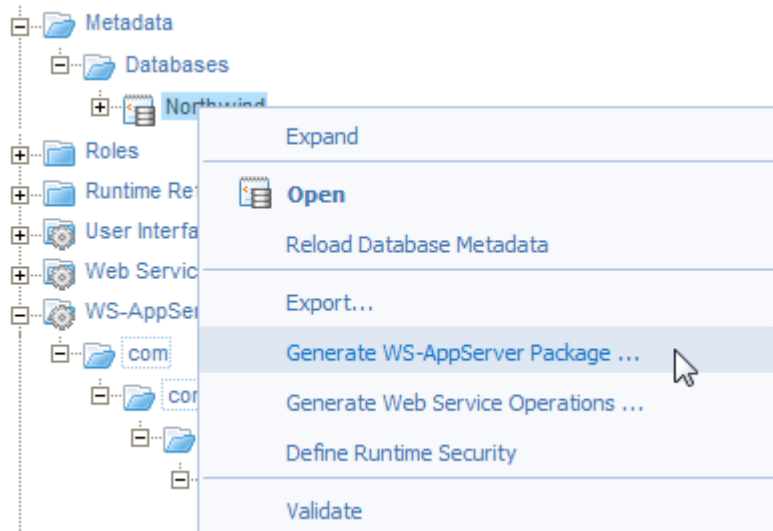 Metadata
Databases
Northwind
Expand
Roles
Runtime Re
Open
User Interfa
Reload Database Metadata
Web Servic
Export...
WS-AppSer
com
Generate WS-AppServer Package ...
cor
Generate Web Service Operations ...
Define Runtime Security
Validate